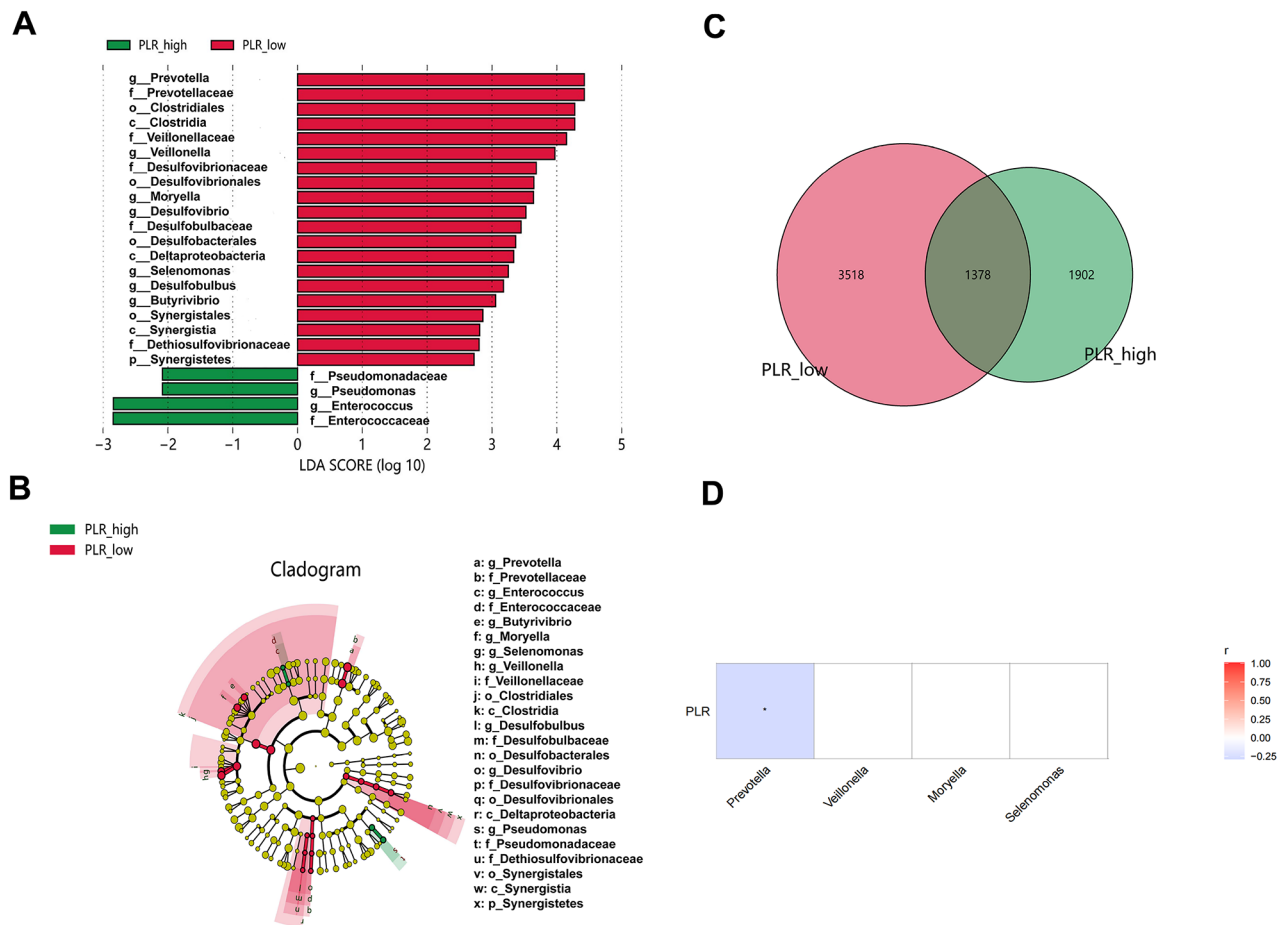 A
PLR_high
PLR_low
g__Prevotella
f__Prevotellaceae
o__Clostridiales
c__Clostridia
f__Veillonellaceae
g__Veillonella
f__Desulfovibrionaceae
o__Desulfovibrionales
g__Moryella
g__Desulfovibrio
f__Desulfobulbaceae
o__Desulfobacterales
c__Deltaproteobacteria
g__Selenomonas
g__Desulfobulbus
g__Butyrivibrio
o__Synergistales
c__Synergistia
f__Dethiosulfovibrionaceae
p__Synergistetes
f__Pseudomonadaceae
g__Pseudomonas
g__Enterococcus
f__Enterococcaceae
−3 −2 −1 0 1 2 3 4 5
LDA SCORE (log 10)
B
PLR_high
PLR_low
Cladogram
a: g_Prevotella
b: f_Prevotellaceae
c: g_Enterococcus
d: f_Enterococcaceae
e: g_Butyrivibrio
f: g_Moryella
g: g_Selenomonas
h: g_Veillonella
i: f_Veillonellaceae
j: o_Clostridiales
k: c_Clostridia
l: g_Desulfobulbus
m: f_Desulfobulbaceae
n: o_Desulfobacterales
o: g_Desulfovibrio
p: f_Desulfovibrionaceae
q: o_Desulfovibrionales
r: c_Deltaproteobacteria
s: g_Pseudomonas
t: f_Pseudomonadaceae
u: f_Dethiosulfovibrionaceae
v: o_Synergistales
w: c_Synergistia
x: p_Synergistetes
C
3518
1378
1902
PLR_low
PLR_high
D
PLR
*
Prevotella
Veillonella
Moryella
Selenomonas
r
1.00
0.75
0.50
0.25
0.00
−0.25